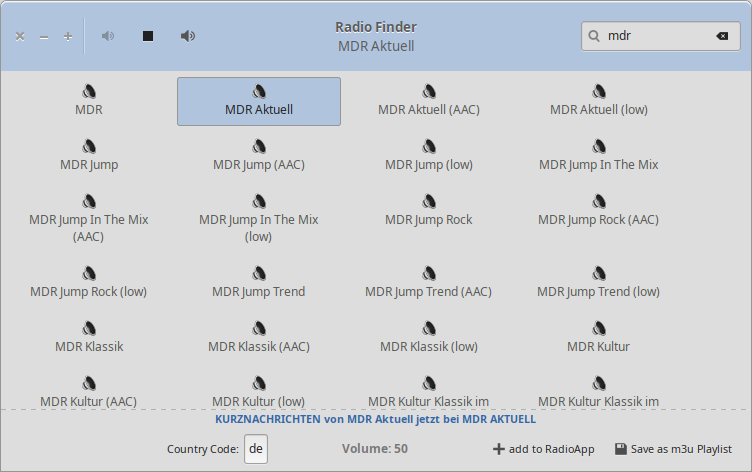 Radio Finder
MDR Aktuell
mdr
MDR
MDR Aktuell
MDR Aktuell (AAC)
MDR Aktuell (low)
MDR Jump
MDR Jump (AAC)
MDR Jump (low)
MDR Jump In The Mix
MDR Jump In The Mix
(AAC)
MDR Jump In The Mix
(low)
MDR Jump Rock
MDR Jump Rock (AAC)
MDR Jump Rock (low)
MDR Jump Trend
MDR Jump Trend (AAC)
MDR Jump Trend (low)
MDR Klassik
MDR Klassik (AAC)
MDR Klassik (low)
MDR Kultur
MDR Kultur (AAC)
MDR Kultur (low)
MDR Kultur Klassik im
MDR Kultur Klassik im
KURZNACHRICHTEN von MDR Aktuell jetzt bei MDR AKTUELL
Country Code: de
Volume: 50
add to RadioApp
Save as m3u Playlist